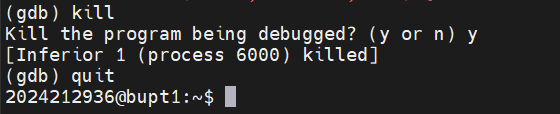 (gdb) kill
Kill the program being debugged? (y or n) y
[Inferior 1 (process 6000) killed]
(gdb) quit
2024212936@bupt1:~$